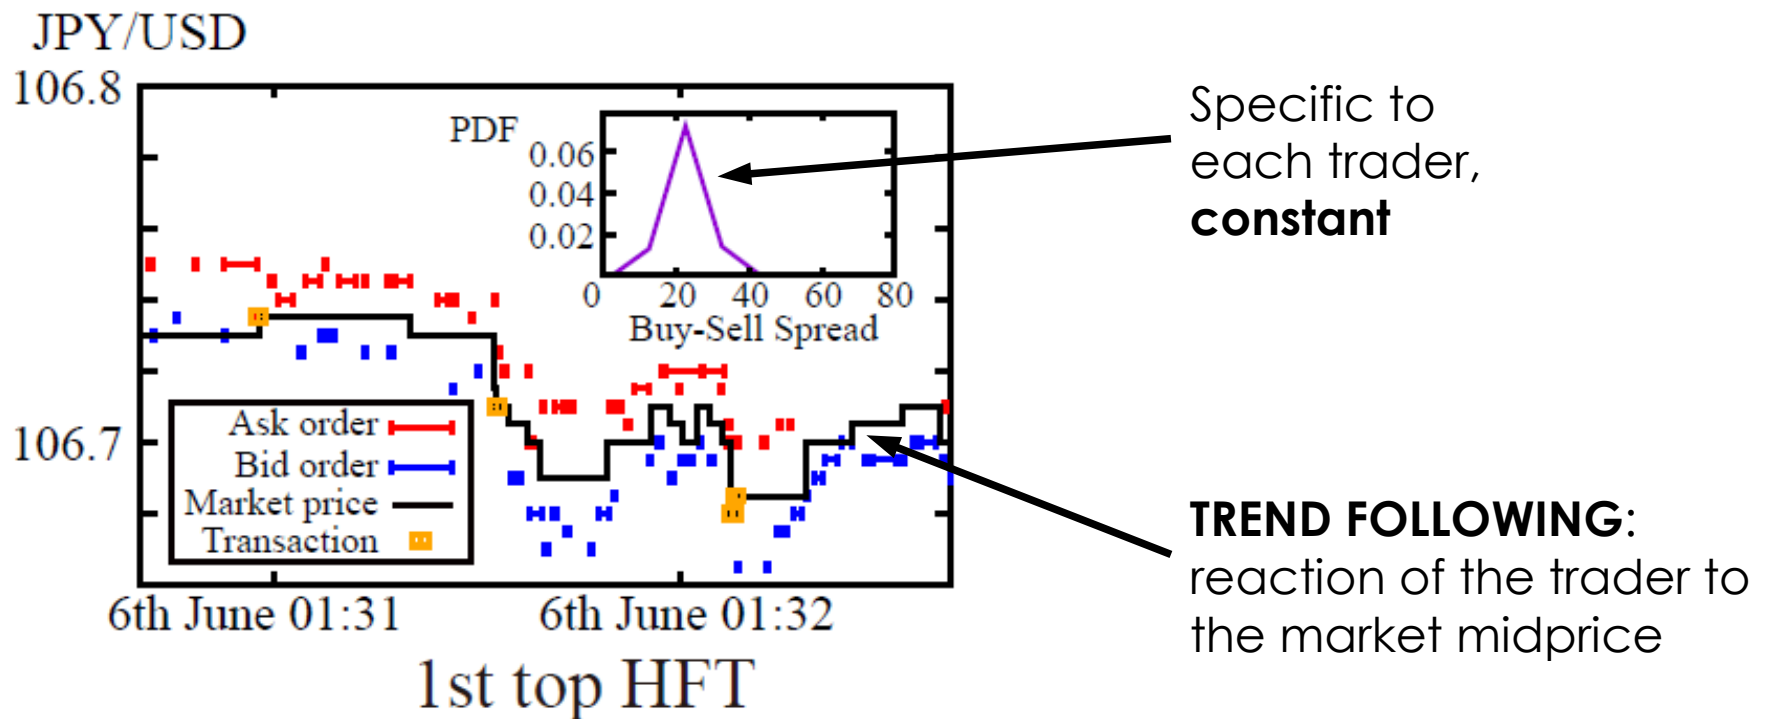 JPY/USD
106.8
106.7
PDF
0.06
0.04
0.02
0 20 40 60 80
Buy-Sell Spread
Ask order
Bid order
Market price
Transaction
6th June 01:31 6th June 01:32
1st top HFT
Specific to
each trader,
constant
TREND FOLLOWING:
reaction of the trader to
the market midprice